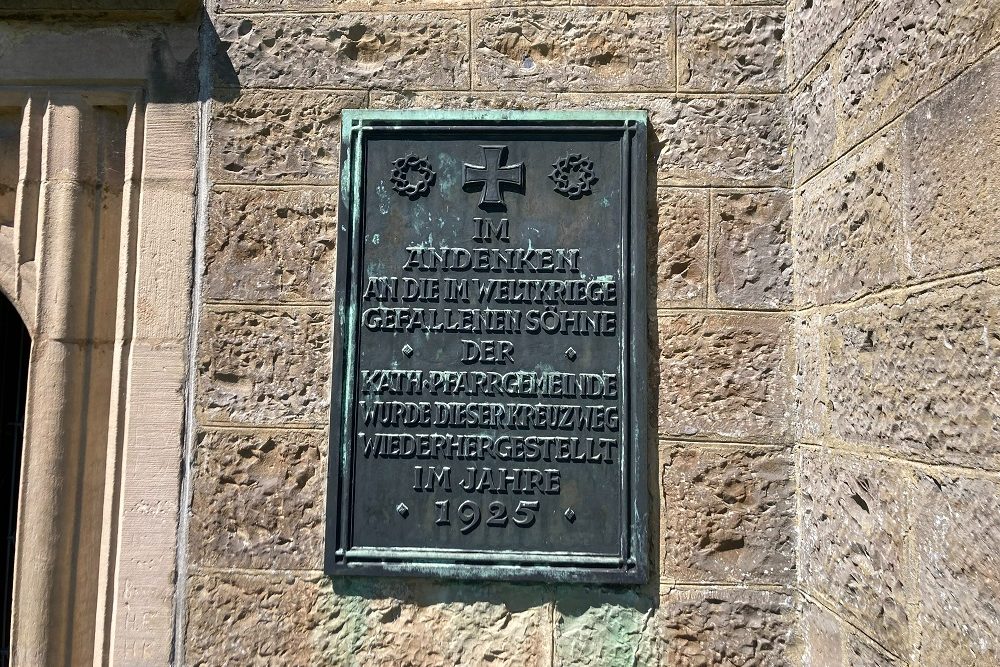 IM
ANDENKEN
AN DIE IM WELTKRIEGE
GEFALLENEN SÖHNE
DER
KATH. PFARRGEMEINDE
WURDE DIESER KREUZWEG
WIEDERHERGESTELLT
IM JAHRE
1925